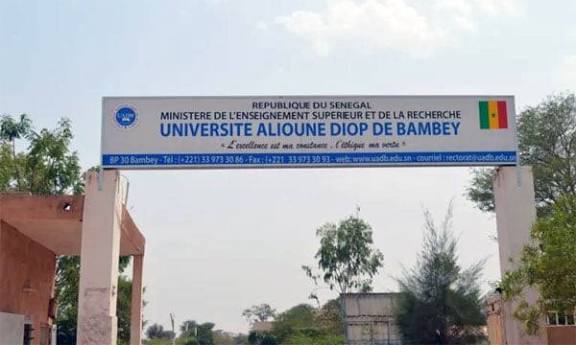 REPUBLIQUE DU SENEGAL
MINISTERE DE L'ENSEIGNEMENT SUPERIEUR ET DE LA RECHERCHE
UNIVERSITE ALIOUNE DIOP DE BAMBEY
« L'excellence est ma constance , l'éthique ma vertu »
BP 30 Bambey - Tél : (+221) 33 973 30 86 - Fax : (+221 33 973 30 93 - web: www.uadb.edu.sn - courriel : rectorat@uadb.edu.sn
UADB